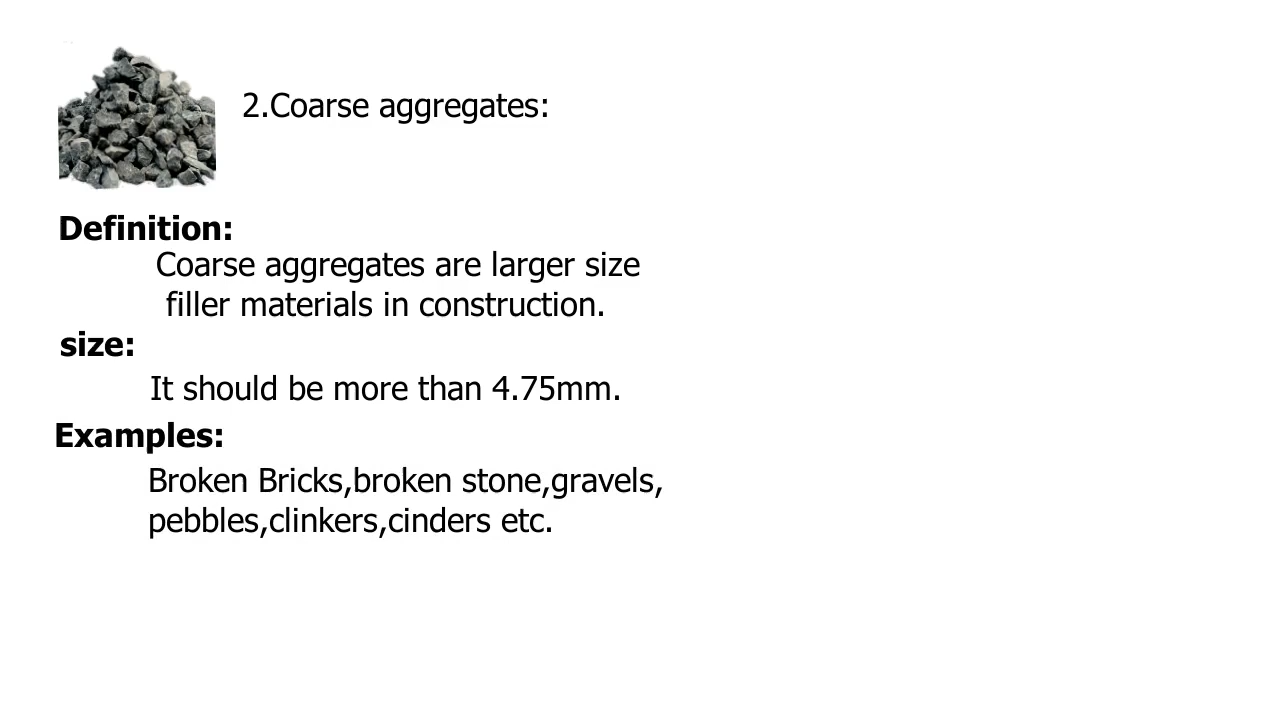 2.Coarse aggregates:
Definition:
Coarse aggregates are larger size
filler materials in construction.
size:
It should be more than 4.75mm.
Examples:
Broken Bricks,broken stone,gravels,
pebbles,clinkers,cinders etc.